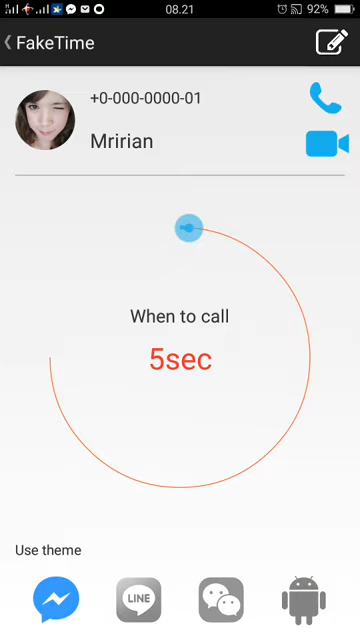 08.21
92%
FakeTime
+0-000-0000-01
Mririan
When to call
5sec
Use theme
LINE